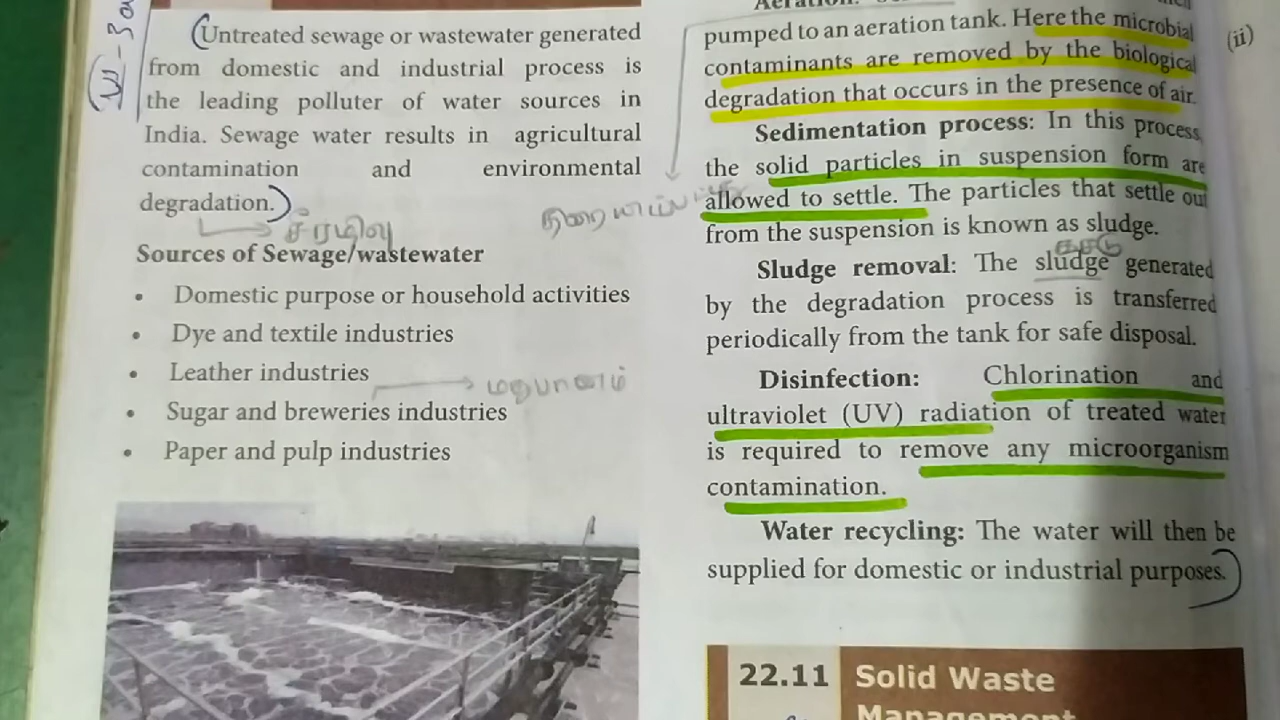 Untreated sewage or wastewater generated
from domestic and industrial process is
the leading polluter of water sources in
India. Sewage water results in agricultural
contamination and environmental
degradation.
சீரழிவு
Sources of Sewage/wastewater
• Domestic purpose or household activities
• Dye and textile industries
• Leather industries
மதுபானம்
• Sugar and breweries industries
• Paper and pulp industries
Aeration:
pumped to an aeration tank. Here the microbial
contaminants are removed by the biological
degradation that occurs in the presence of air.
Sedimentation process: In this process,
the solid particles in suspension form are
allowed to settle. The particles that settle out
from the suspension is known as sludge.
கசடு
Sludge removal: The sludge generated
by the degradation process is transferred
periodically from the tank for safe disposal.
Disinfection: Chlorination and
ultraviolet (UV) radiation of treated water
is required to remove any microorganism
contamination.
Water recycling: The water will then be
supplied for domestic or industrial purposes.
(ii)
22.11 Solid Waste
Management